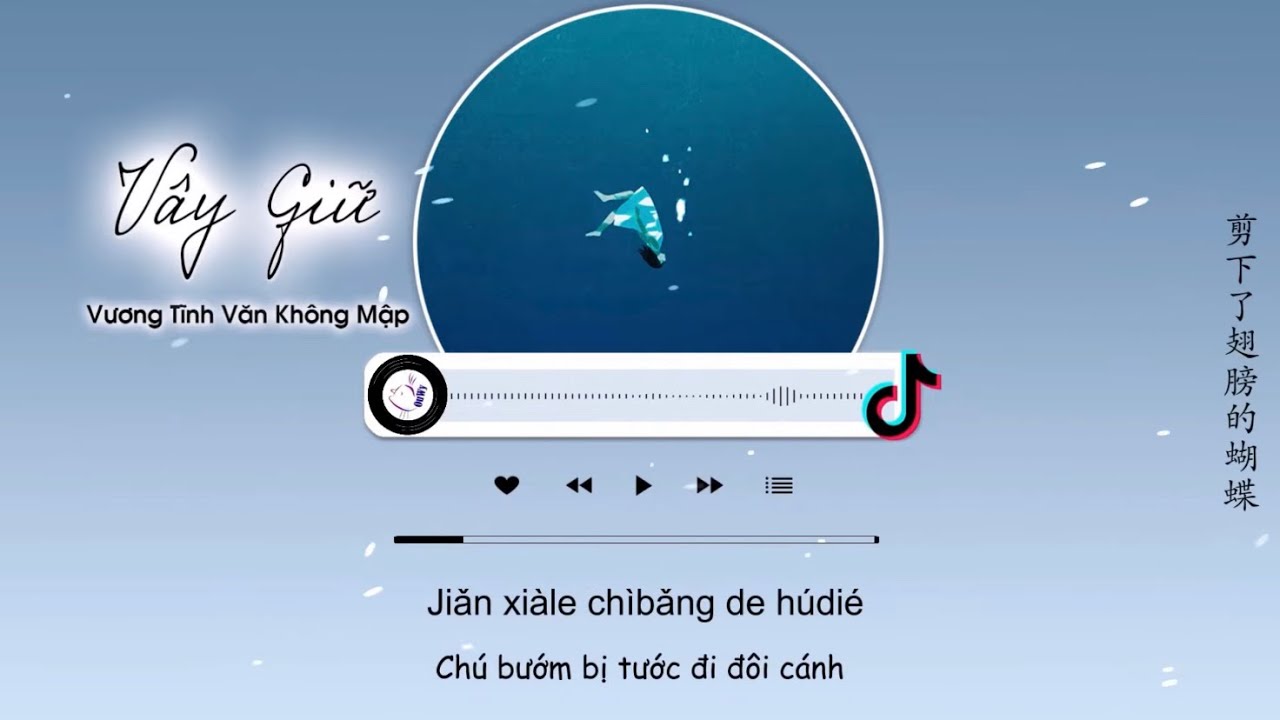 Vây Giữ
Vương Tĩnh Văn Không Mập
OuWy
剪下了翅膀的蝴蝶
Jiǎn xiàle chìbǎng de húdié
Chú bướm bị tước đi đôi cánh